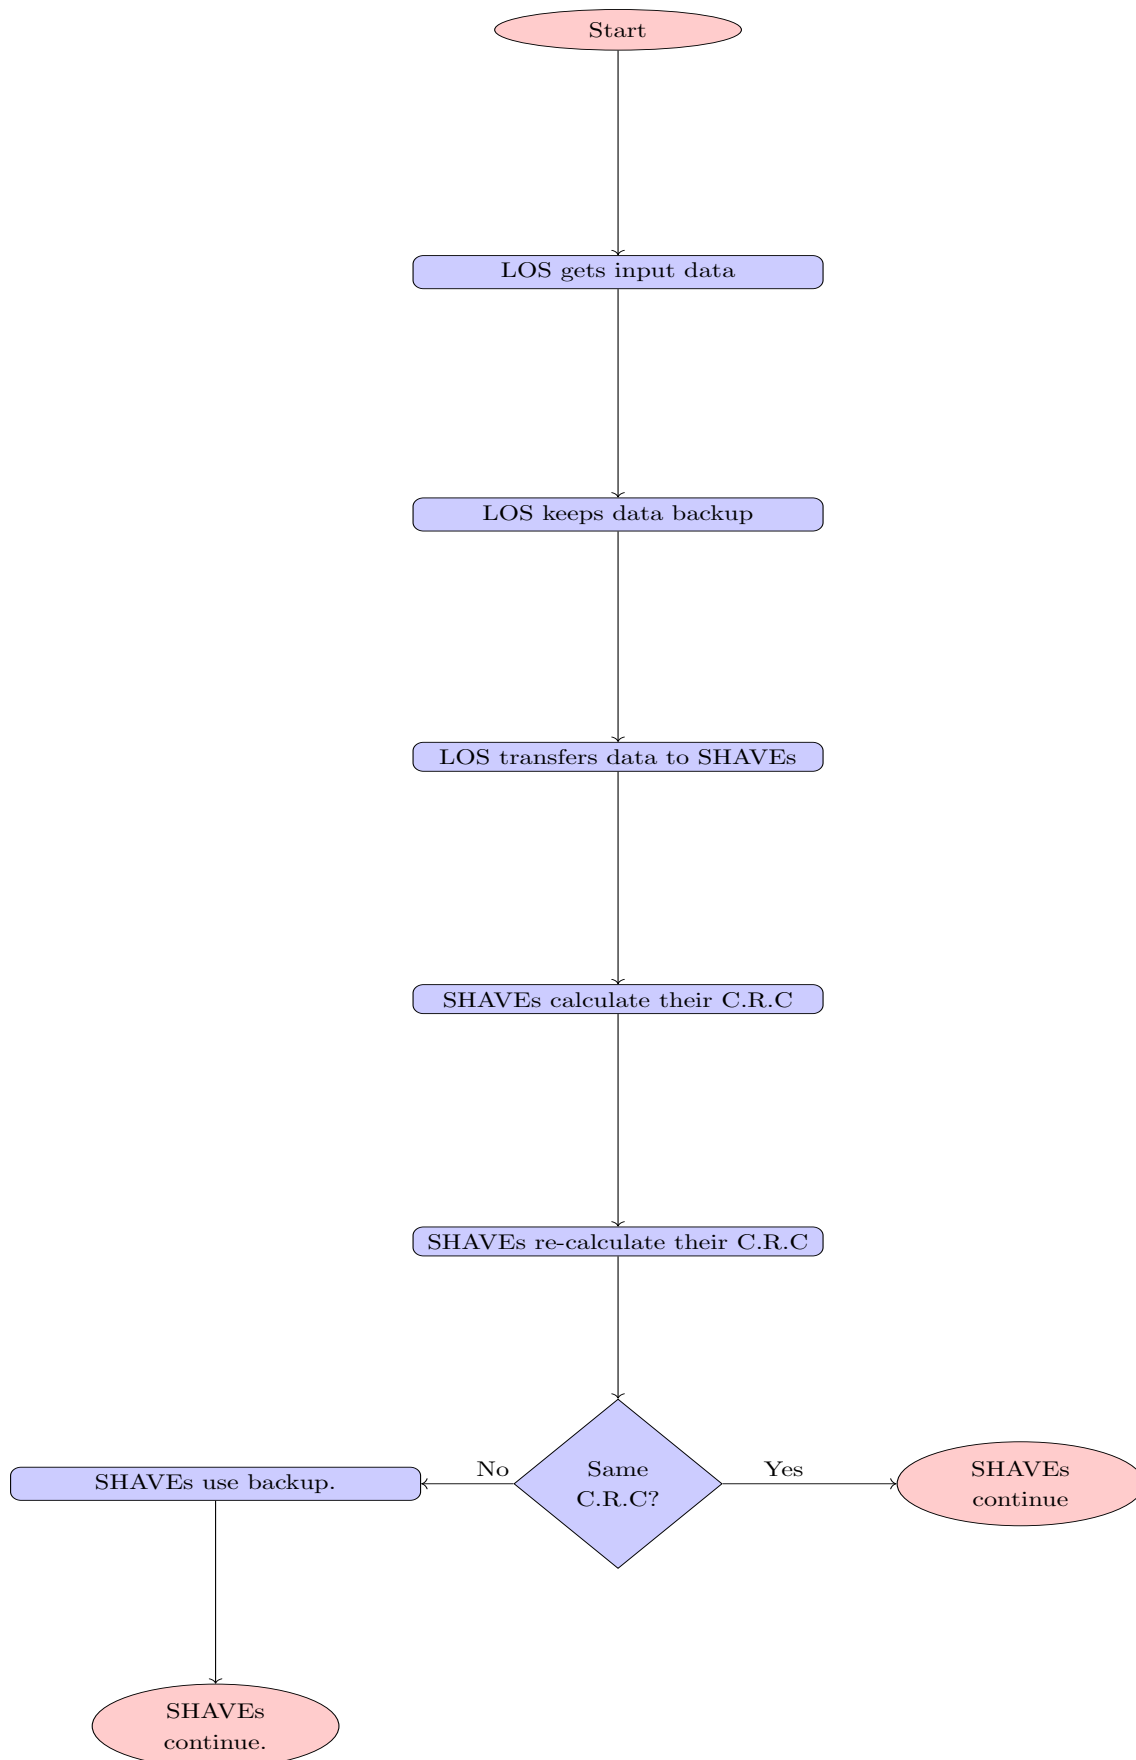 Start
LOS gets input data
LOS keeps data backup
LOS transfers data to SHAVEs
SHAVEs calculate their C.R.C
SHAVEs re-calculate their C.R.C
Same
C.R.C?
No
Yes
SHAVEs use backup.
SHAVEs
continue
SHAVEs
continue.